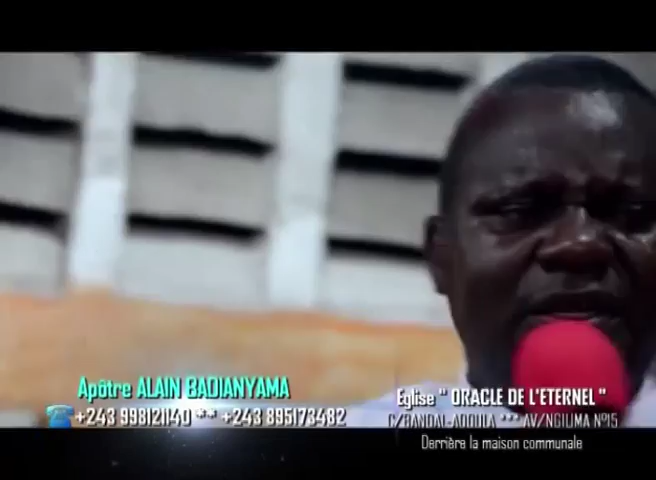 Apôtre ALAIN BADIANYAMA
+243 998121140 ** +243 895173482
Eglise " ORACLE DE L'ETERNEL "
C/BANDAL-ADOULA *** AV/NGILIMA N°15
Derrière la maison communale